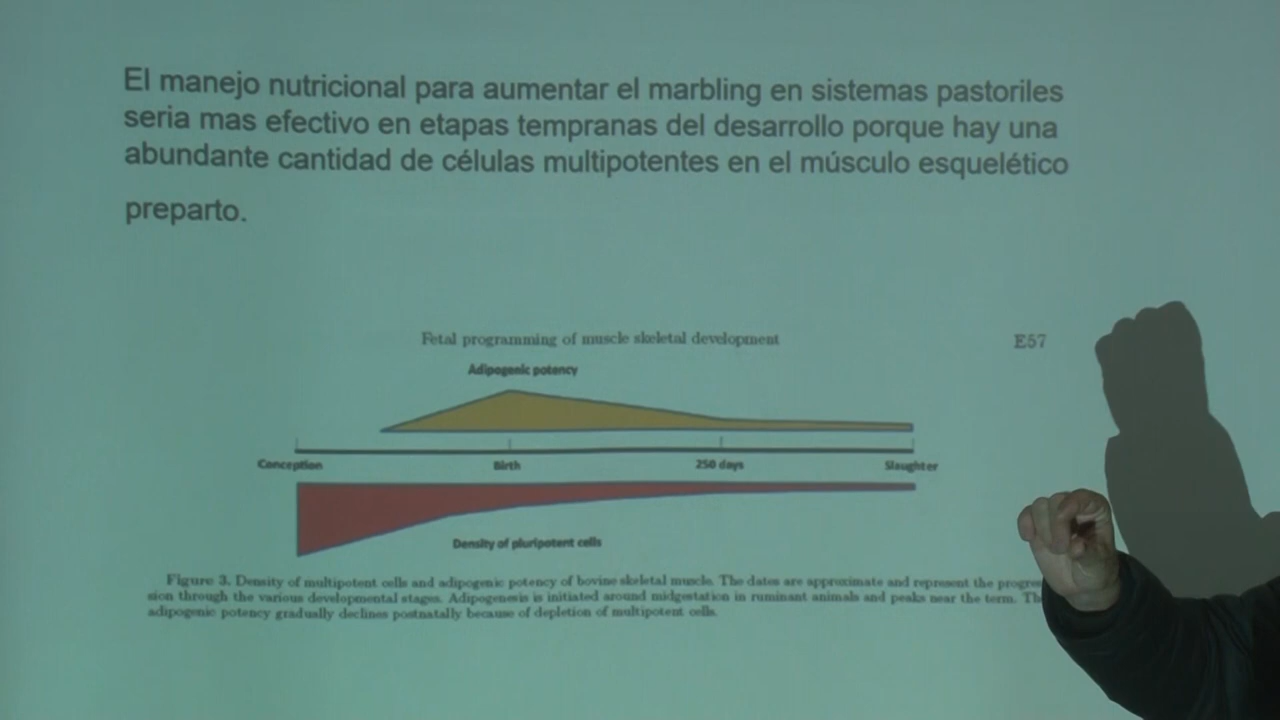 El manejo nutricional para aumentar el marbling en sistemas pastoriles
seria mas efectivo en etapas tempranas del desarrollo porque hay una
abundante cantidad de células multipotentes en el músculo esquelético
preparto.
Fetal programming of muscle skeletal development E57
Adipogenic potency
Conception Birth 250 days Slaughter
Density of pluripotent cells
Figure 3. Density of multipotent cells and adipogenic potency of bovine skeletal muscle. The dates are approximate and represent the
sion through the various developmental stages. Adipogenesis is initiated around midgestation in ruminant animals and peaks near the term.
adipogenic potency gradually declines postnatally because of depletion of multipotent cells.